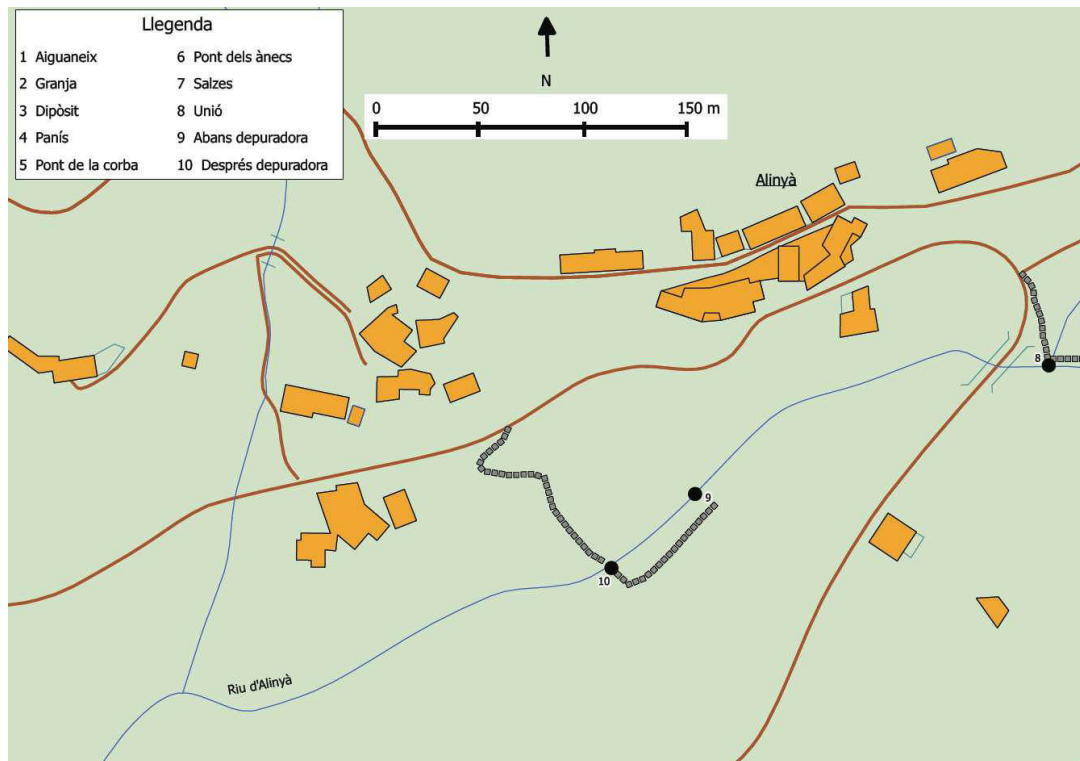 Llegenda
1 Aiguaneix
2 Granja
3 Dipòsit
4 Panís
5 Pont de la corba
6 Pont dels ànecs
7 Salzes
8 Unió
9 Abans depuradora
10 Després depuradora
N
0 50 100 150 m
Alinyà
8
9
10
Riu d'Alinyà